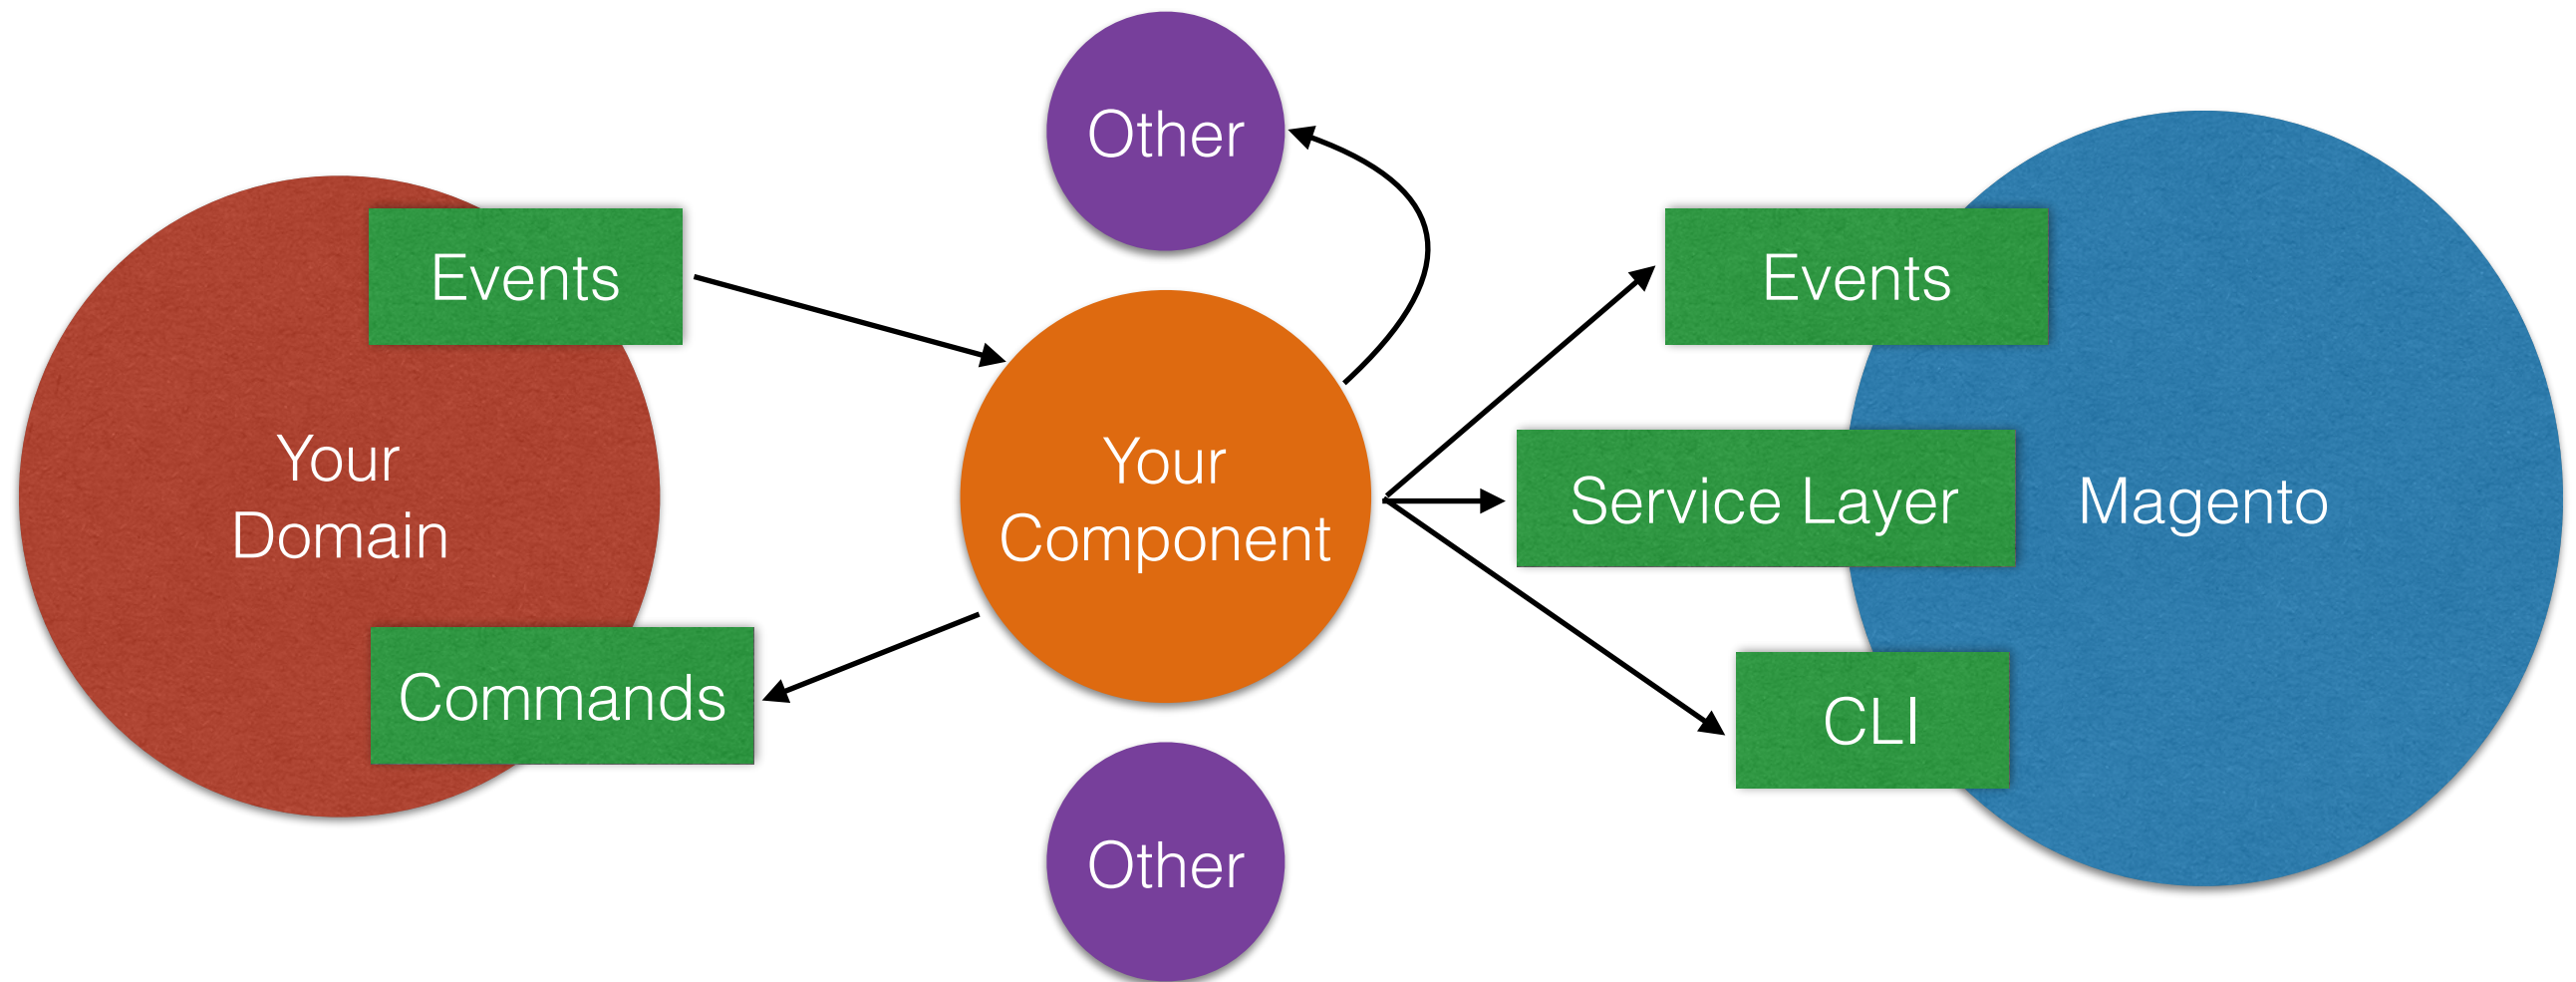 Other
Events
Events
Your
Domain
Your
Component
Service Layer
Magento
Commands
CLI
Other